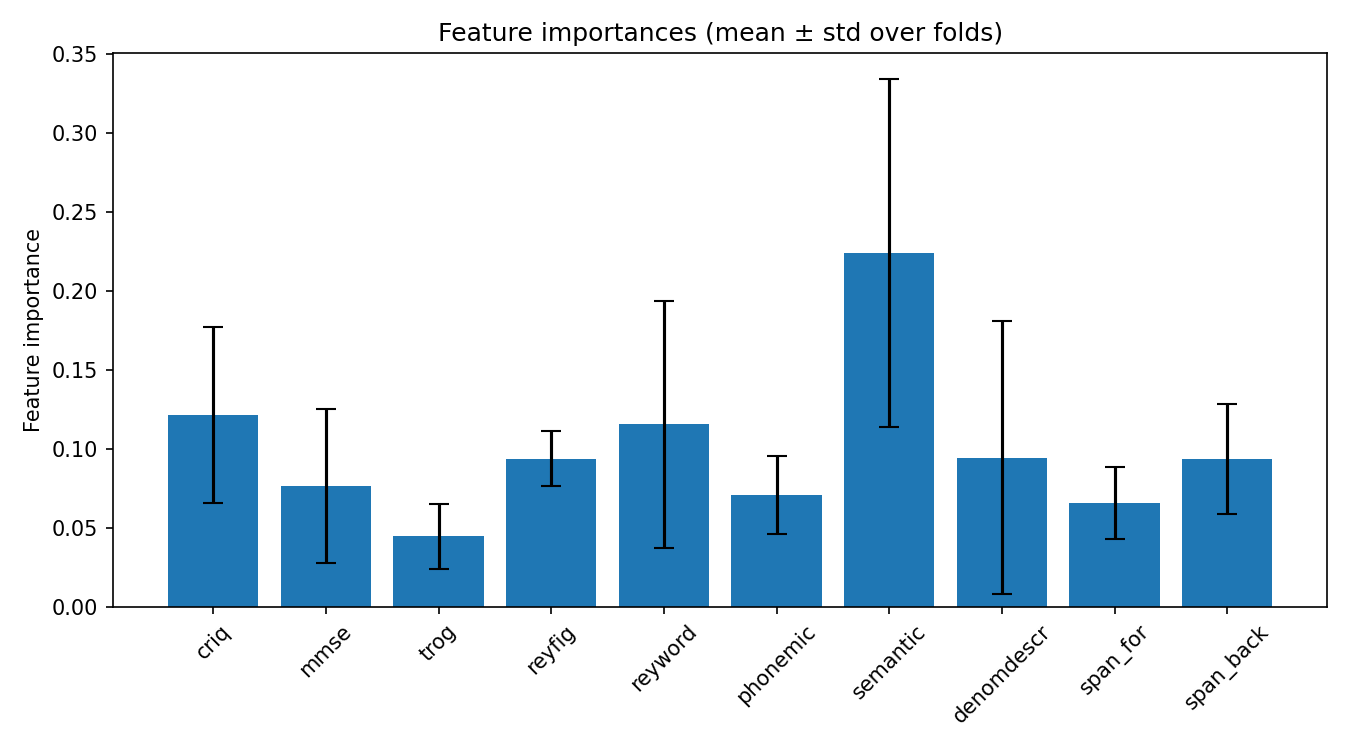 Feature importances (mean ± std over folds)
Feature importance
0.35
0.30
0.25
0.20
0.15
0.10
0.05
0.00
criq
mmse
trog
reyfig
reyword
phonemic
semantic
denomdescr
span_for
span_back